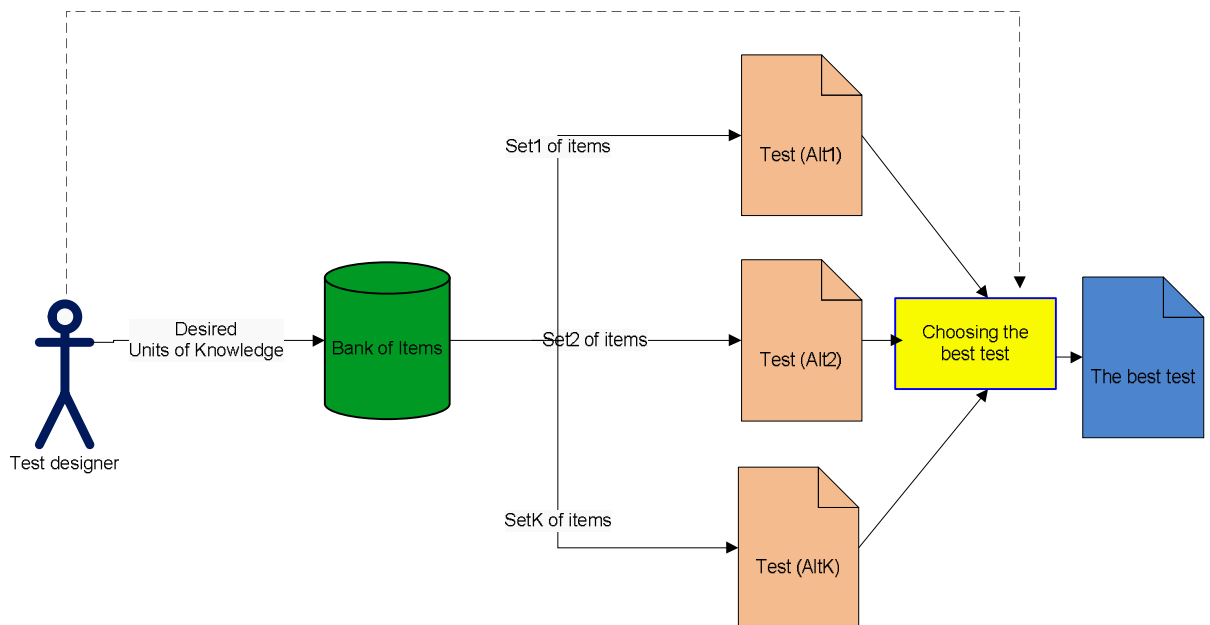 Set1 of items
Test (Alt1)
Desired
Units of Knowledge
Bank of Items
Set2 of items
Test (Alt2)
Choosing the
best test
The best test
Test designer
SetK of items
Test (AltK)